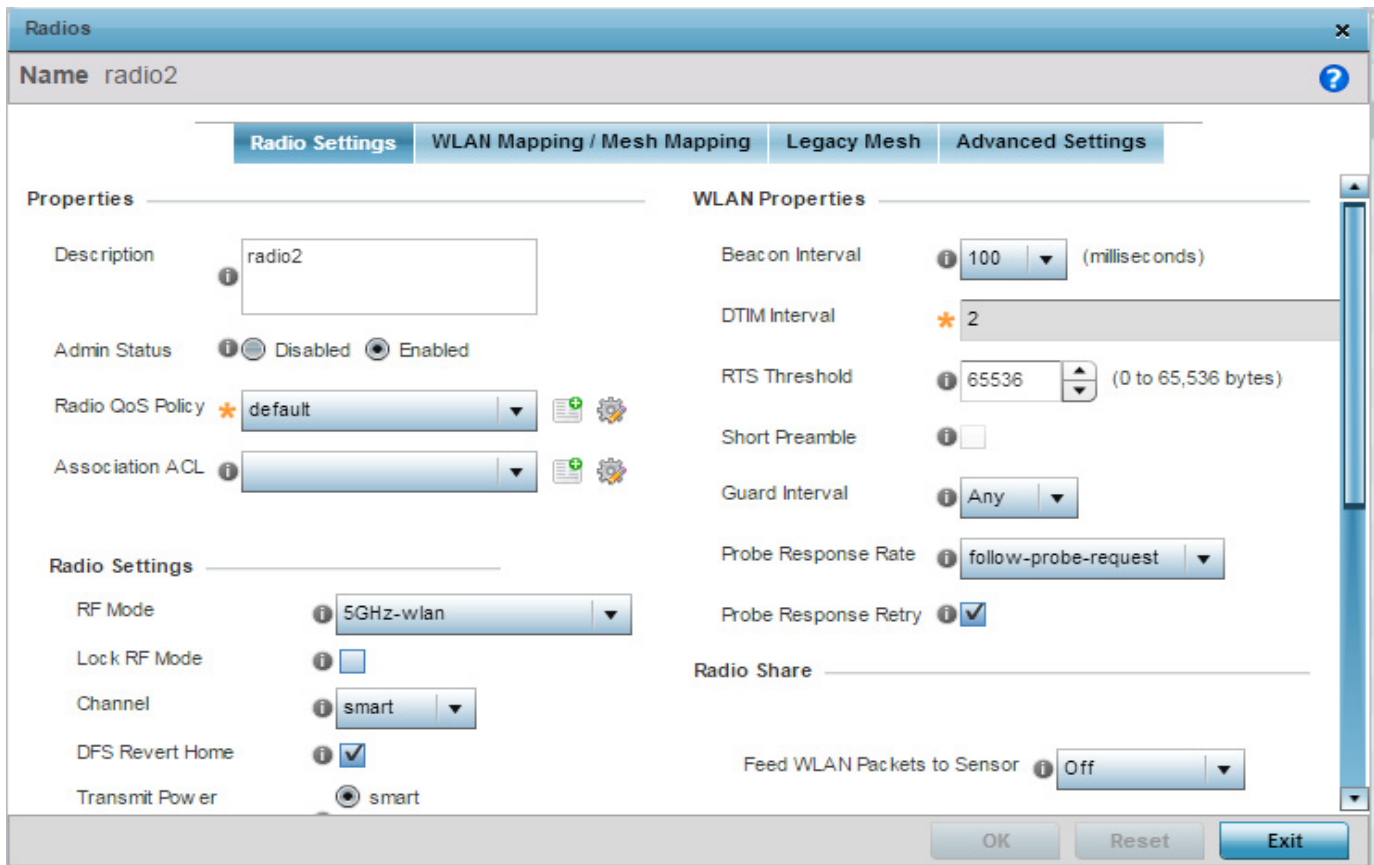 Radios
Name radio2
Radio Settings
WLAN Mapping / Mesh Mapping
Legacy Mesh
Advanced Settings
Properties
Description
radio2
Admin Status
Disabled
Enabled
Radio QoS Policy
default
Association ACL
Radio Settings
RF Mode
5GHz-wlan
Lock RF Mode
Channel
smart
DFS Revert Home
Transmit Power
smart
WLAN Properties
Beacon Interval
100
(milliseconds)
DTIM Interval
2
RTS Threshold
65536
(0 to 65,536 bytes)
Short Preamble
Guard Interval
Any
Probe Response Rate
follow-probe-request
Probe Response Retry
Radio Share
Feed WLAN Packets to Sensor
Off
OK
Reset
Exit